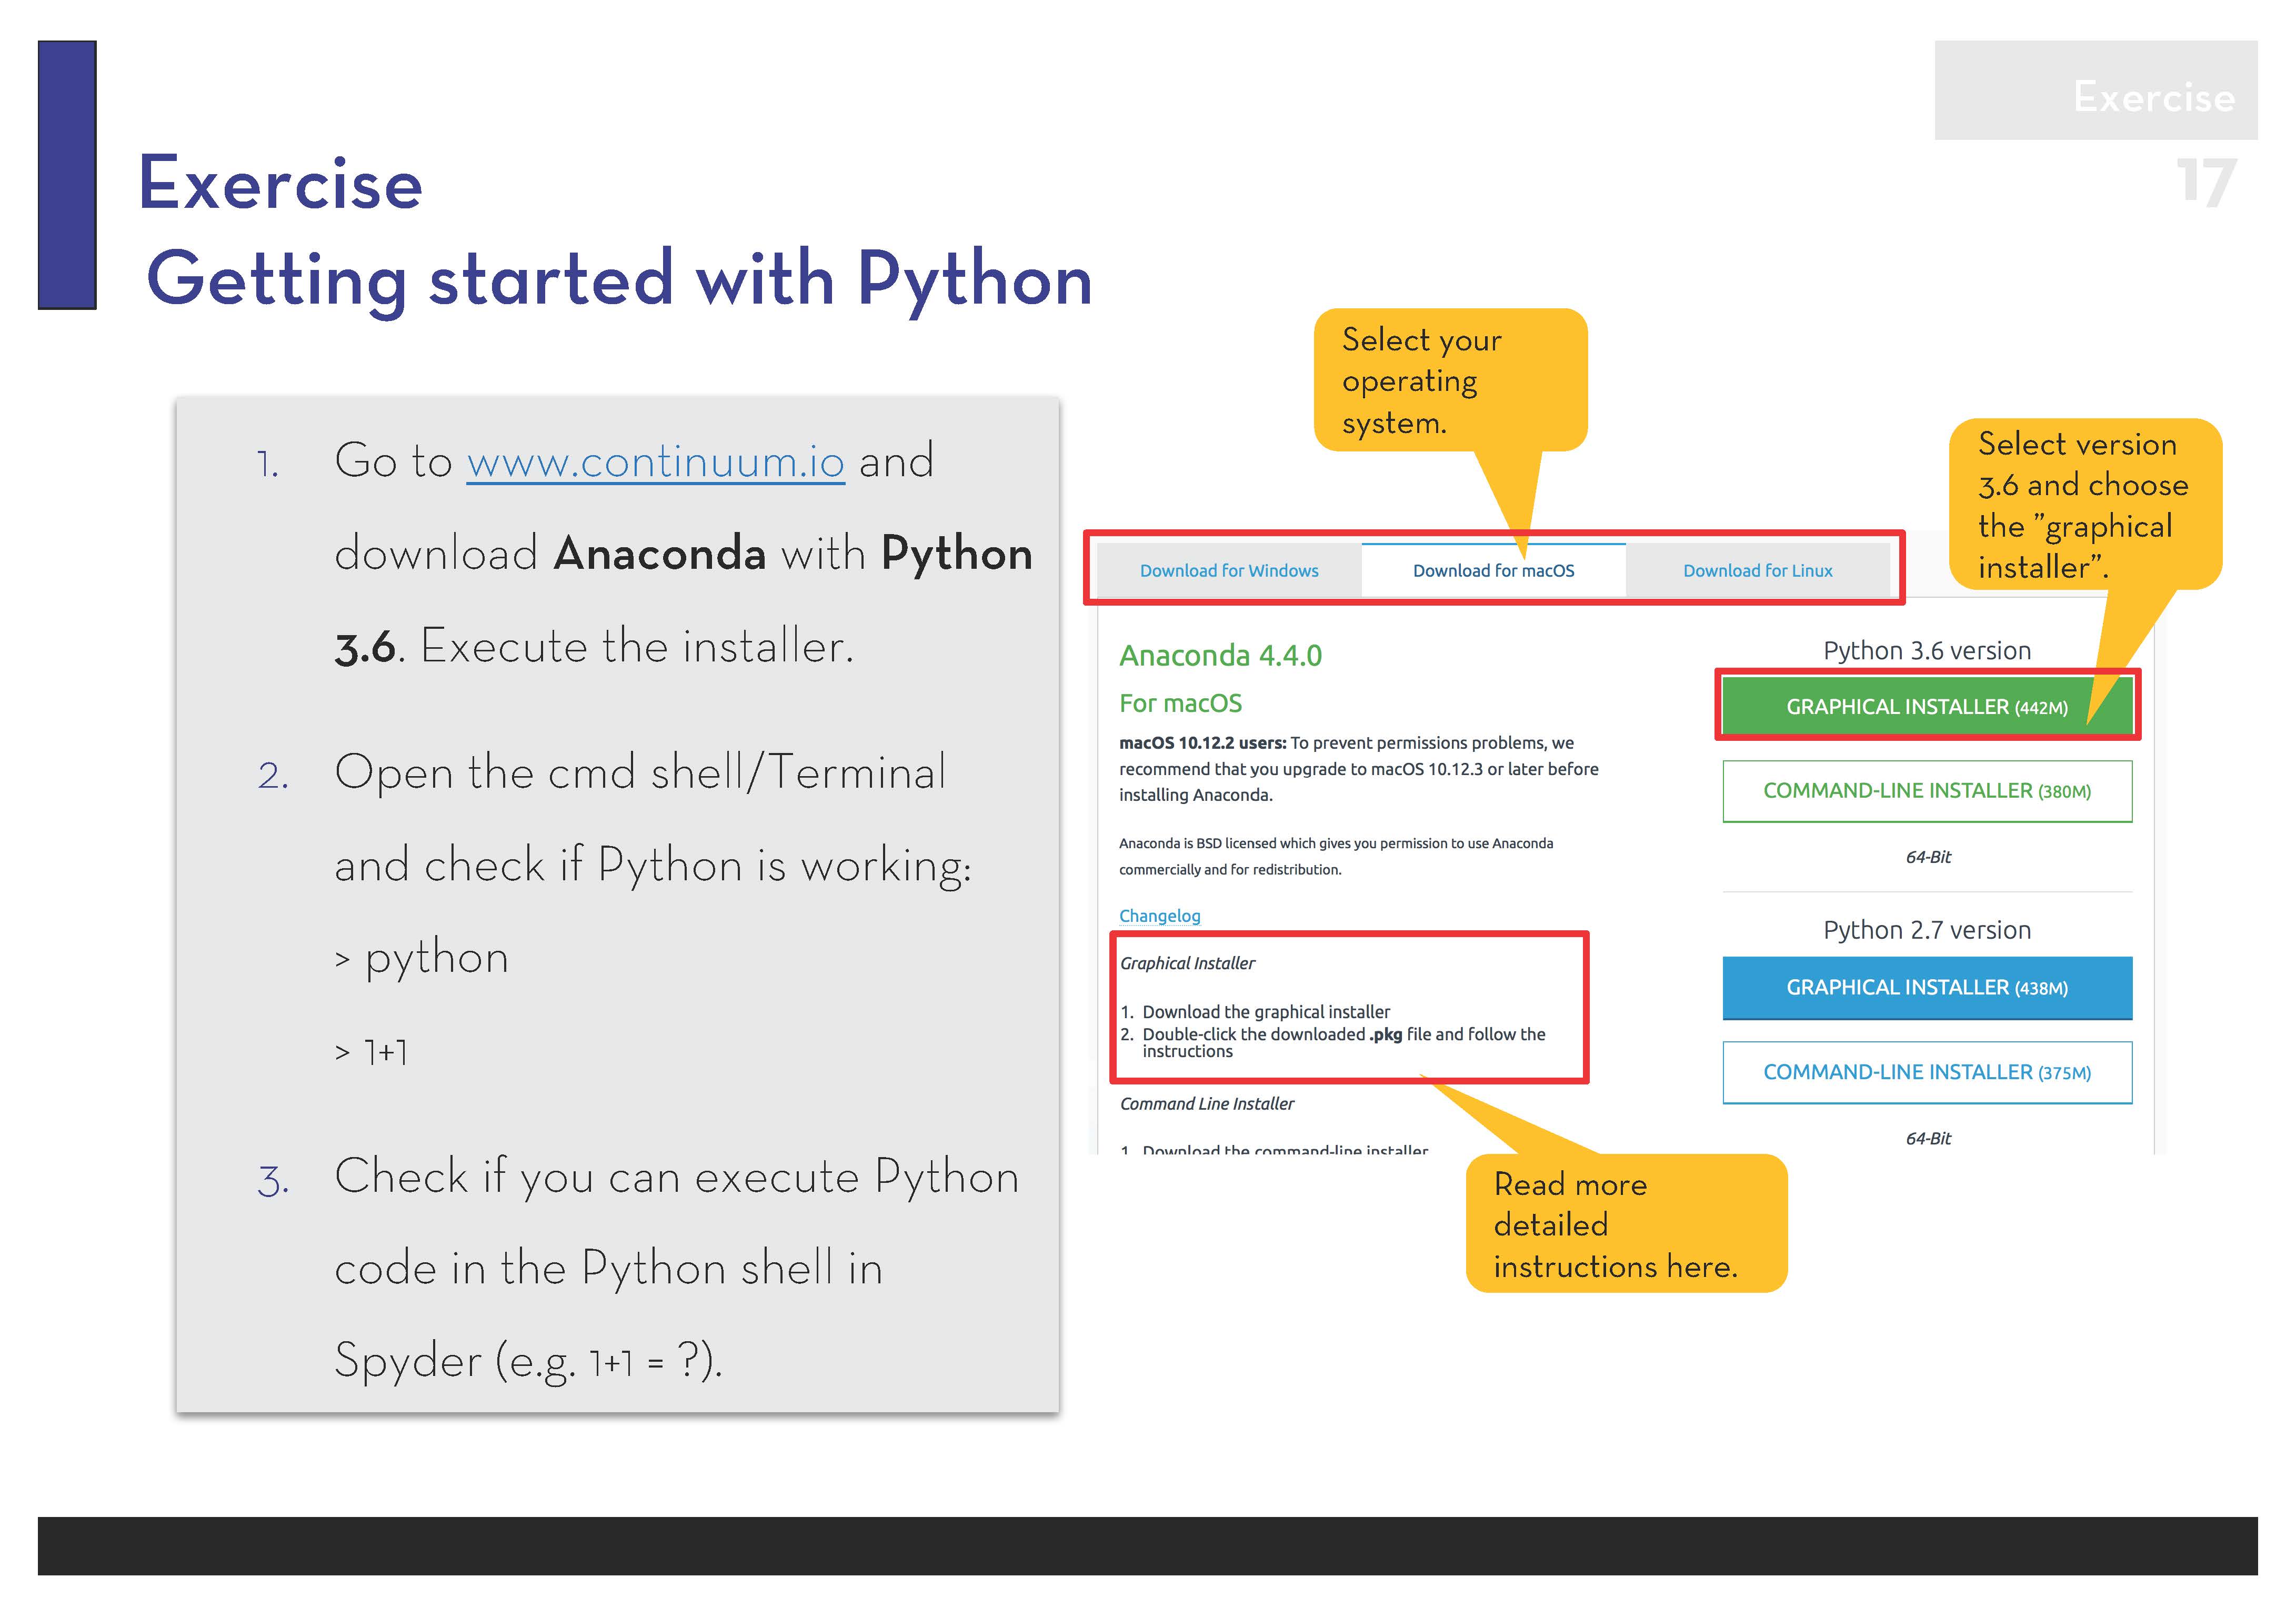 Exercise
17
Exercise
Getting started with Python
1. Go to www.continuum.io and
download Anaconda with Python
3.6. Execute the installer.
2. Open the cmd shell/Terminal
and check if Python is working:
> python
> 1+1
3. Check if you can execute Python
code in the Python shell in
Spyder (e.g. 1+1 = ?).
Select your
operating
system.
Select version
3.6 and choose
the ”graphical
installer”.
Download for Windows
Download for macOS
Download for Linux
Anaconda 4.4.0
For macOS
macOS 10.12.2 users: To prevent permissions problems, we
recommend that you upgrade to macOS 10.12.3 or later before
installing Anaconda.
Anaconda is BSD licensed which gives you permission to use Anaconda
commercially and for redistribution.
Changelog
Graphical Installer
1. Download the graphical installer
2. Double-click the downloaded .pkg file and follow the
instructions
Command Line Installer
1. Download the command-line installer
Python 3.6 version
GRAPHICAL INSTALLER (442M)
COMMAND-LINE INSTALLER (380M)
64-Bit
Python 2.7 version
GRAPHICAL INSTALLER (438M)
COMMAND-LINE INSTALLER (375M)
64-Bit
Read more
detailed
instructions here.